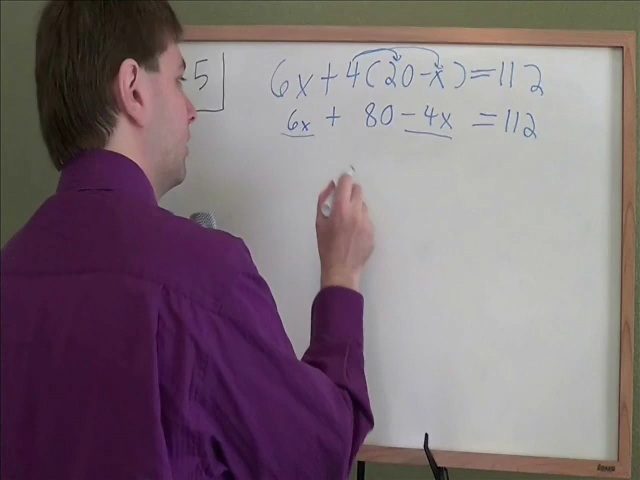 5
6x + 4(20 - x) = 112
6x + 80 - 4x = 112